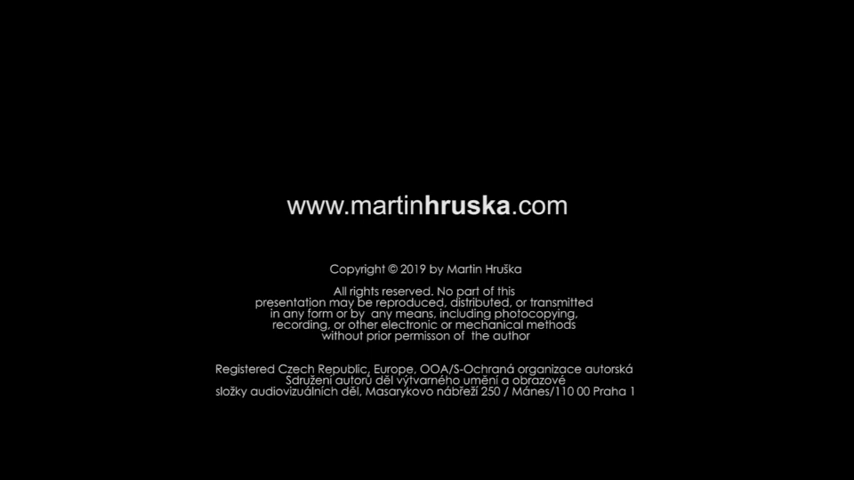 www.martinhruska.com
Copyright © 2019 by Martin Hruška
All rights reserved. No part of this
presentation may be reproduced, distributed, or transmitted
in any form or by any means, including photocopying,
recording, or other electronic or mechanical methods
without prior permisson of the author
Registered Czech Republic, Europe, OOA/S-Ochraná organizace autorská
Sdružení autorů děl výtvarného umění a obrazové
složky audiovizuálních děl, Masarykovo nábřeží 250 / Mánes/110 00 Praha 1